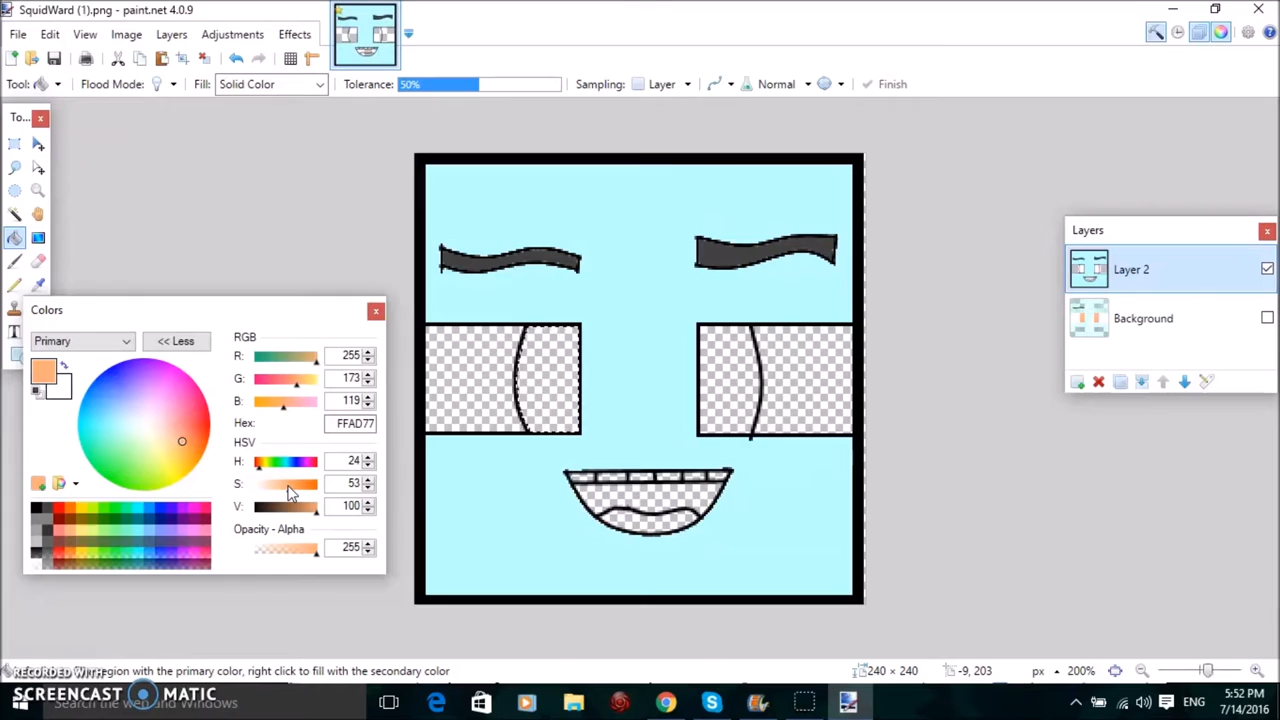 SquidWard (1).png - paint.net 4.0.9
File Edit View Image Layers Adjustments Effects
Tool: Flood Mode: Fill: Solid Color Tolerance: 50% Sampling: Layer Normal Finish
To...
Layers
Layer 2
Background
Colors
Primary << Less
RGB
R: 255
G: 173
B: 119
Hex: FFAD77
HSV
H: 24
S: 53
V: 100
Opacity - Alpha
255
region with the primary color, right click to fill with the secondary color
240 × 240 -9, 203 px 200%
RECORDED WITH
SCREENCAST MATIC
Search the web and Windows
ENG
5:52 PM
7/14/2016